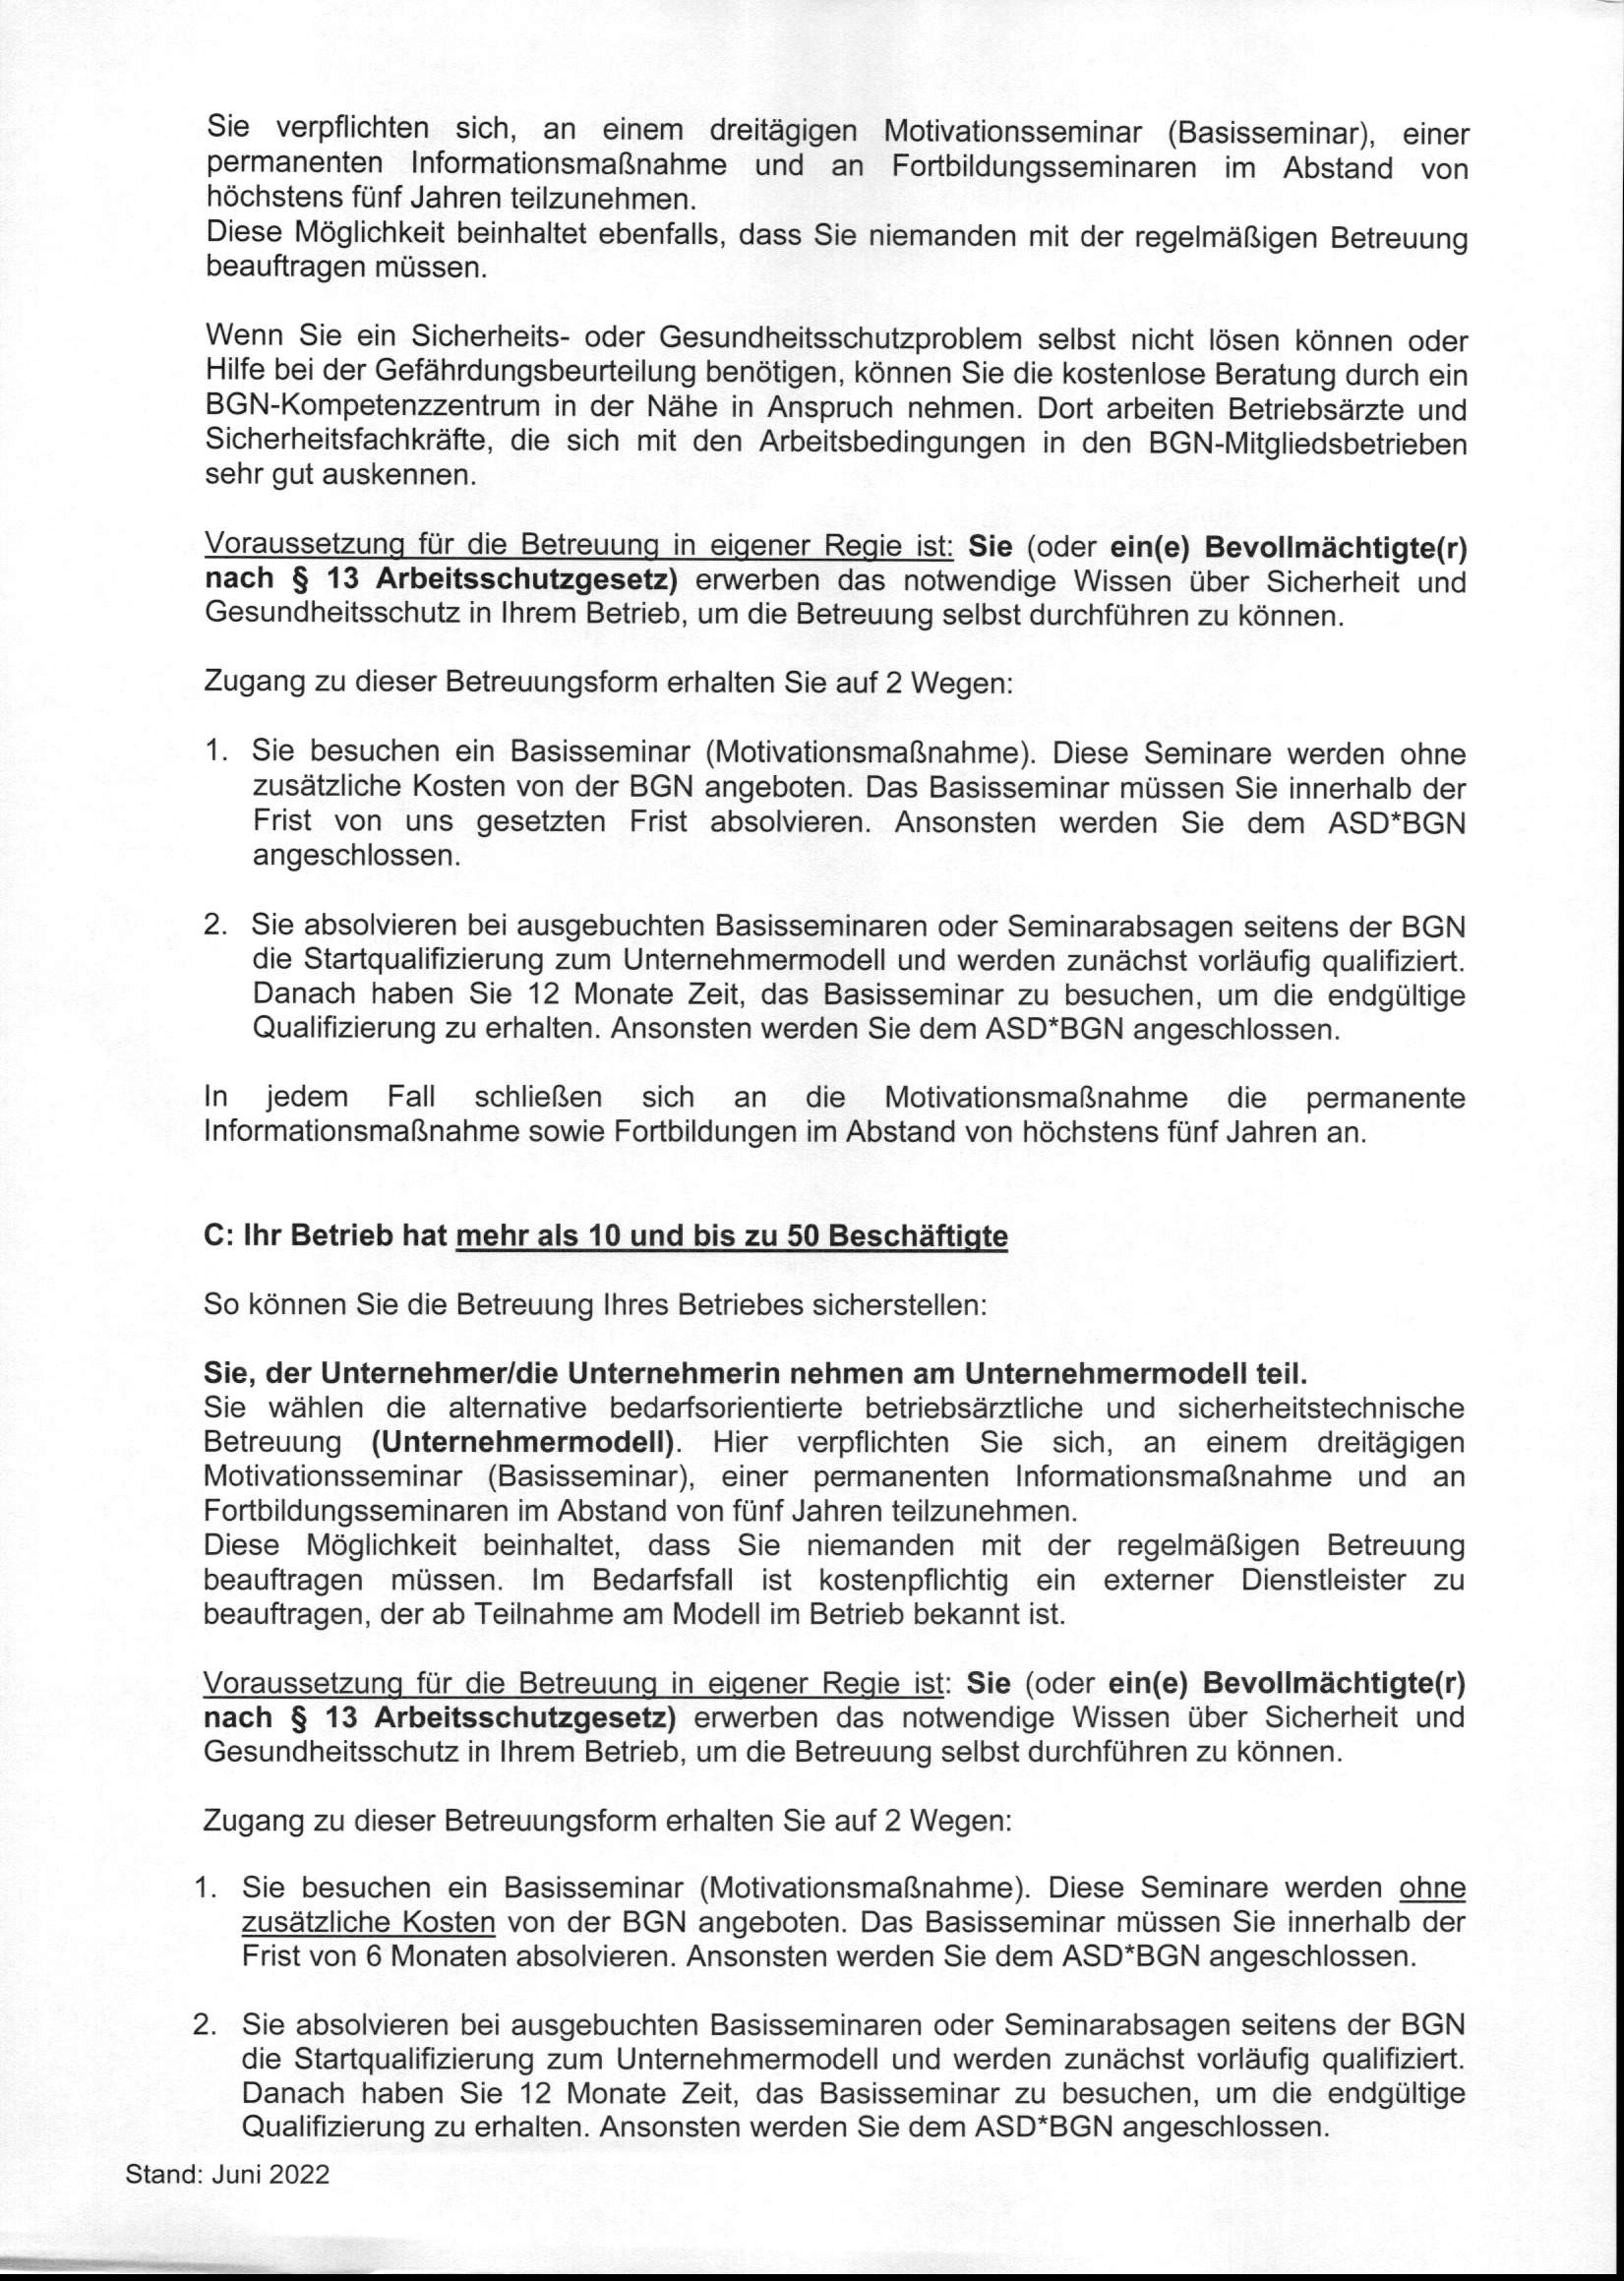 Sie verpflichten sich, an einem dreitägigen Motivationsseminar (Basisseminar), einer
permanenten Informationsmaßnahme und an Fortbildungsseminaren im Abstand von
höchstens fünf Jahren teilzunehmen.
Diese Möglichkeit beinhaltet ebenfalls, dass Sie niemanden mit der regelmäßigen Betreuung
beauftragen müssen.
Wenn Sie ein Sicherheits- oder Gesundheitsschutzproblem selbst nicht lösen können oder
Hilfe bei der Gefährdungsbeurteilung benötigen, können Sie die kostenlose Beratung durch ein
BGN-Kompetenzzentrum in der Nähe in Anspruch nehmen. Dort arbeiten Betriebsärzte und
Sicherheitsfachkräfte, die sich mit den Arbeitsbedingungen in den BGN-Mitgliedsbetrieben
sehr gut auskennen.
Voraussetzung für die Betreuung in eigener Regie ist: Sie (oder ein(e) Bevollmächtigte(r)
nach § 13 Arbeitsschutzgesetz) erwerben das notwendige Wissen über Sicherheit und
Gesundheitsschutz in Ihrem Betrieb, um die Betreuung selbst durchführen zu können.
Zugang zu dieser Betreuungsform erhalten Sie auf 2 Wegen:
1. Sie besuchen ein Basisseminar (Motivationsmaßnahme). Diese Seminare werden ohne
zusätzliche Kosten von der BGN angeboten. Das Basisseminar müssen Sie innerhalb der
Frist von uns gesetzten Frist absolvieren. Ansonsten werden Sie dem ASD*BGN
angeschlossen.
2. Sie absolvieren bei ausgebuchten Basisseminaren oder Seminarabsagen seitens der BGN
die Startqualifizierung zum Unternehmermodell und werden zunächst vorläufig qualifiziert.
Danach haben Sie 12 Monate Zeit, das Basisseminar zu besuchen, um die endgültige
Qualifizierung zu erhalten. Ansonsten werden Sie dem ASD*BGN angeschlossen.
In jedem Fall schließen sich an die Motivationsmaßnahme die permanente
Informationsmaßnahme sowie Fortbildungen im Abstand von höchstens fünf Jahren an.
C: Ihr Betrieb hat mehr als 10 und bis zu 50 Beschäftigte
So können Sie die Betreuung Ihres Betriebes sicherstellen:
Sie, der Unternehmer/die Unternehmerin nehmen am Unternehmermodell teil.
Sie wählen die alternative bedarfsorientierte betriebsärztliche und sicherheitstechnische
Betreuung (Unternehmermodell). Hier verpflichten Sie sich, an einem dreitägigen
Motivationsseminar (Basisseminar), einer permanenten Informationsmaßnahme und an
Fortbildungsseminaren im Abstand von fünf Jahren teilzunehmen.
Diese Möglichkeit beinhaltet, dass Sie niemanden mit der regelmäßigen Betreuung
beauftragen müssen. Im Bedarfsfall ist kostenpflichtig ein externer Dienstleister zu
beauftragen, der ab Teilnahme am Modell im Betrieb bekannt ist.
Voraussetzung für die Betreuung in eigener Regie ist: Sie (oder ein(e) Bevollmächtigte(r)
nach § 13 Arbeitsschutzgesetz) erwerben das notwendige Wissen über Sicherheit und
Gesundheitsschutz in Ihrem Betrieb, um die Betreuung selbst durchführen zu können.
Zugang zu dieser Betreuungsform erhalten Sie auf 2 Wegen:
1. Sie besuchen ein Basisseminar (Motivationsmaßnahme). Diese Seminare werden ohne
zusätzliche Kosten von der BGN angeboten. Das Basisseminar müssen Sie innerhalb der
Frist von 6 Monaten absolvieren. Ansonsten werden Sie dem ASD*BGN angeschlossen.
2. Sie absolvieren bei ausgebuchten Basisseminaren oder Seminarabsagen seitens der BGN
die Startqualifizierung zum Unternehmermodell und werden zunächst vorläufig qualifiziert.
Danach haben Sie 12 Monate Zeit, das Basisseminar zu besuchen, um die endgültige
Qualifizierung zu erhalten. Ansonsten werden Sie dem ASD*BGN angeschlossen.
Stand: Juni 2022